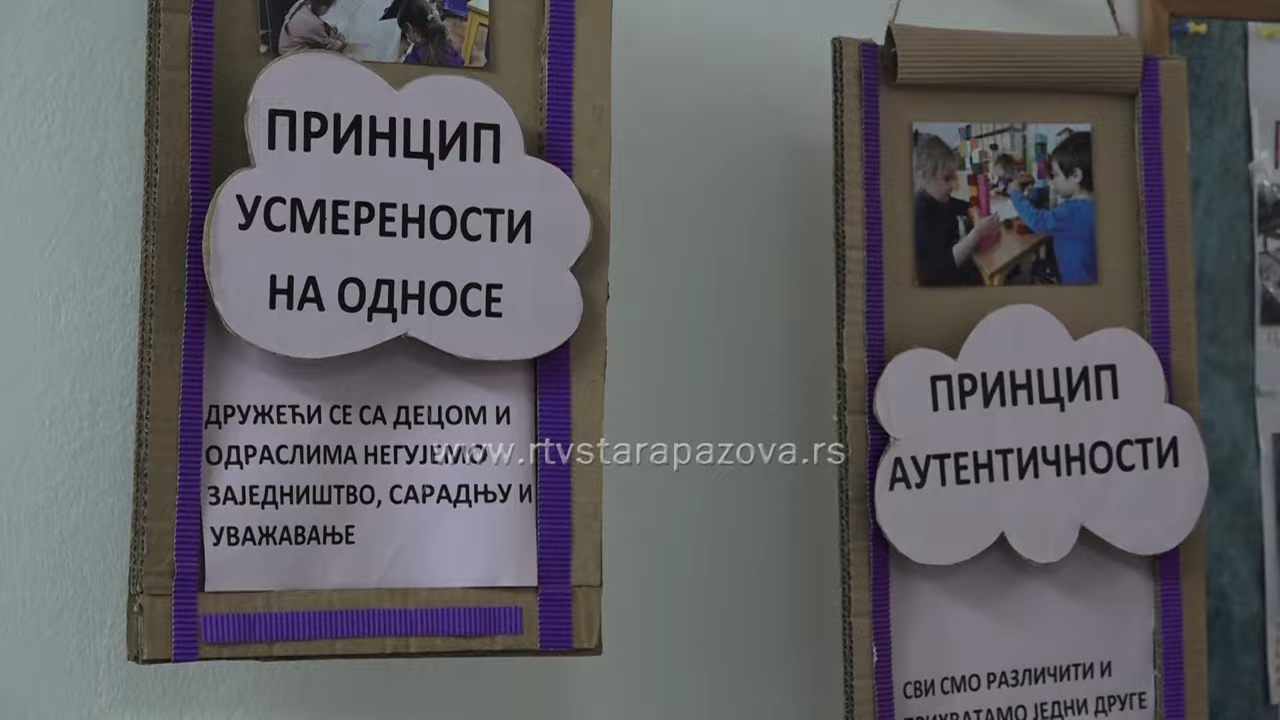 ПРИНЦИП
УСМЕРЕНОСТИ
НА ОДНОСЕ
ДРУЖЕЋИ СЕ СА ДЕЦОМ И
ОДРАСЛИМА НЕГУЈЕМО
ЗАЈЕДНИШТВО, САРАДЊУ И
УВАЖАВАЊЕ
www.rtvstarapazova.rs
ПРИНЦИП
АУТЕНТИЧНОСТИ
СВИ СМО РАЗЛИЧИТИ И
ПРИХВАТАМО ЈЕДНИ ДРУГЕ